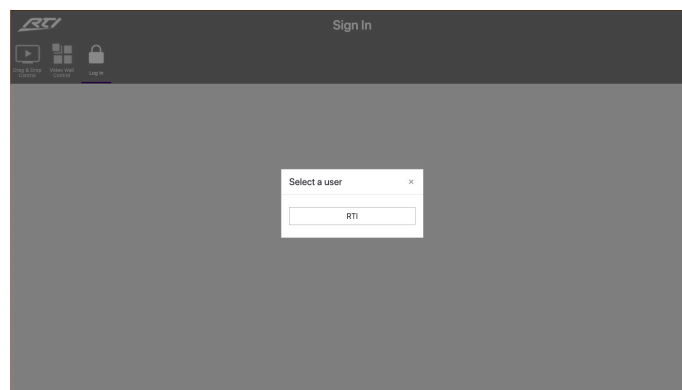 RTI
Sign In
Drag & Drop
Control
Video Wall
Control
Log In
Select a user
×
RTI